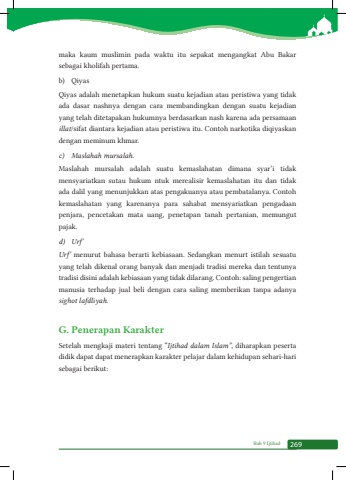 maka kaum muslimin pada waktu itu sepakat mengangkat Abu Bakar
sebagai kholifah pertama.
b) Qiyas
Qiyas adalah menetapkan hukum suatu kejadian atau peristiwa yang tidak
ada dasar nashnya dengan cara membandingkan dengan suatu kejadian
yang telah ditetapakan hukumnya berdasarkan nash karena ada persamaan
illat/sifat diantara kejadian atau peristiwa itu. Contoh narkotika diqiyaskan
dengan meminum khmar.
c) Maslahah mursalah.
Maslahah mursalah adalah suatu kemaslahatan dimana syar'i tidak
mensyariatkan sutau hukum ntuk merealisir kemaslahatan itu dan tidak
ada dalil yang menunjukkan atas pengakuanya atau pembatalanya. Contoh
kemaslahatan yang karenanya para sahabat mensyariatkan pengadaan
penjara, pencetakan mata uang, penetapan tanah pertanian, memungut
pajak.
d) Urf'
Urf' menurut bahasa berarti kebiasaan. Sedangkan menurt istilah sesuatu
yang telah dikenal orang banyak dan menjadi tradisi mereka dan tentunya
tradisi disini adalah kebiasaan yang tidak dilarang. Contoh: saling pengertian
manusia terhadap jual beli dengan cara saling memberikan tanpa adanya
sighot lafdliyah.
G. Penerapan Karakter
Setelah mengkaji materi tentang "Ijtihad dalam Islam", diharapkan peserta
didik dapat dapat menerapkan karakter pelajar dalam kehidupan sehari-hari
sebagai berikut:
Bab 9 Ijtihad 269